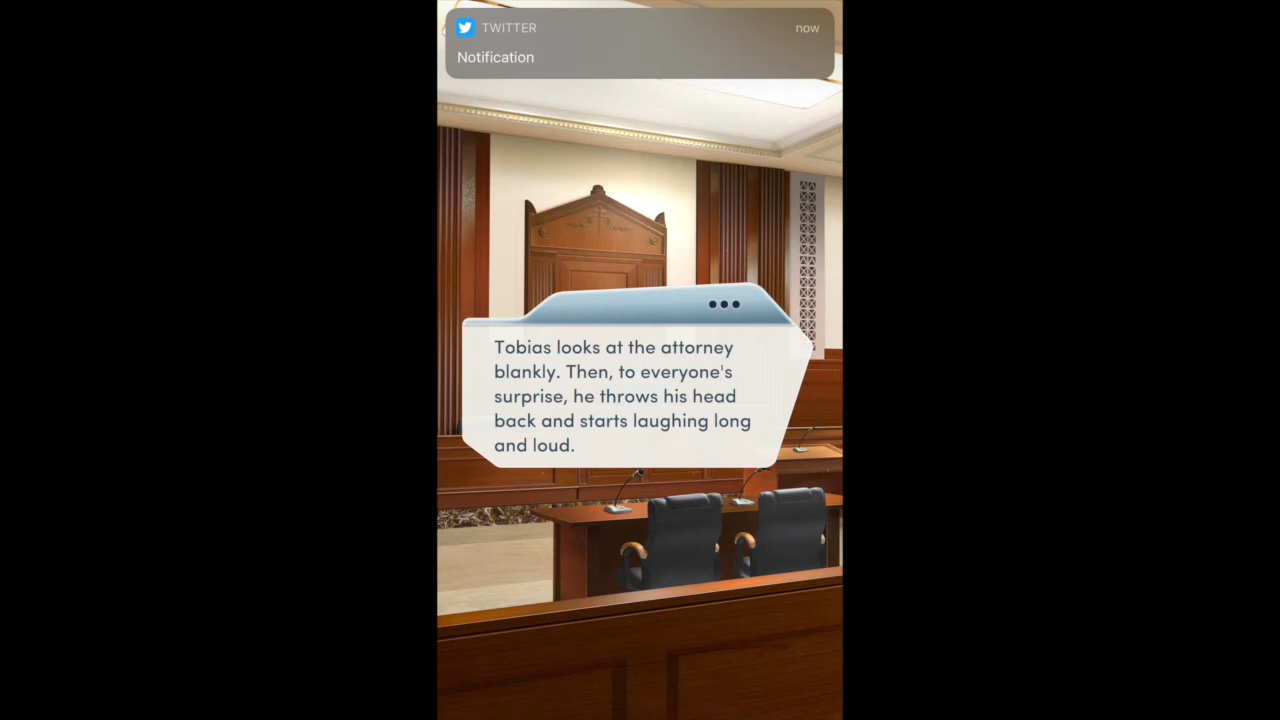 TWITTER
now
Notification
Tobias looks at the attorney
blankly. Then, to everyone's
surprise, he throws his head
back and starts laughing long
and loud.